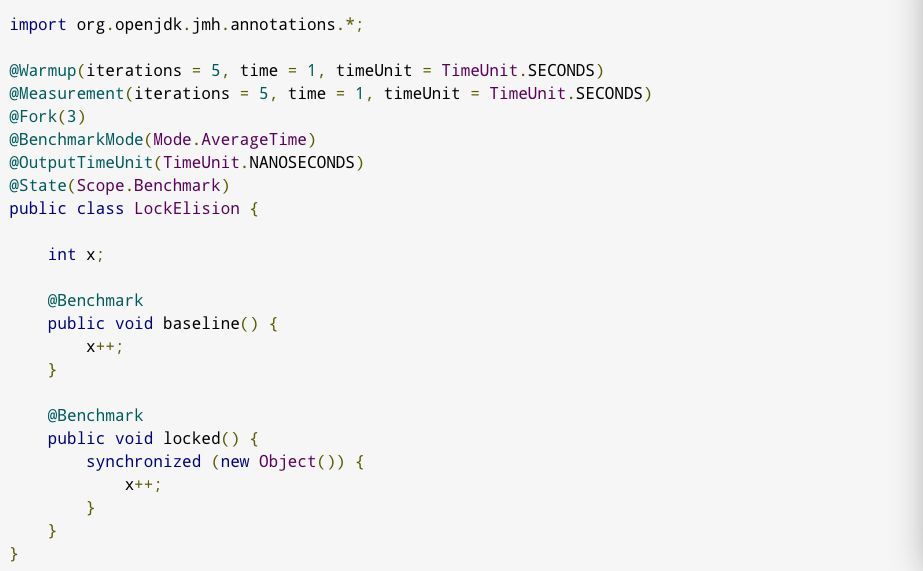 import org.openjdk.jmh.annotations.*;
@Warmup(iterations = 5, time = 1, timeUnit = TimeUnit.SECONDS)
@Measurement(iterations = 5, time = 1, timeUnit = TimeUnit.SECONDS)
@Fork(3)
@BenchmarkMode(Mode.AverageTime)
@OutputTimeUnit(TimeUnit.NANOSECONDS)
@State(Scope.Benchmark)
public class LockElision {
    int x;
    @Benchmark
    public void baseline() {
        x++;
    }
    @Benchmark
    public void locked() {
        synchronized (new Object()) {
            x++;
        }
    }
}